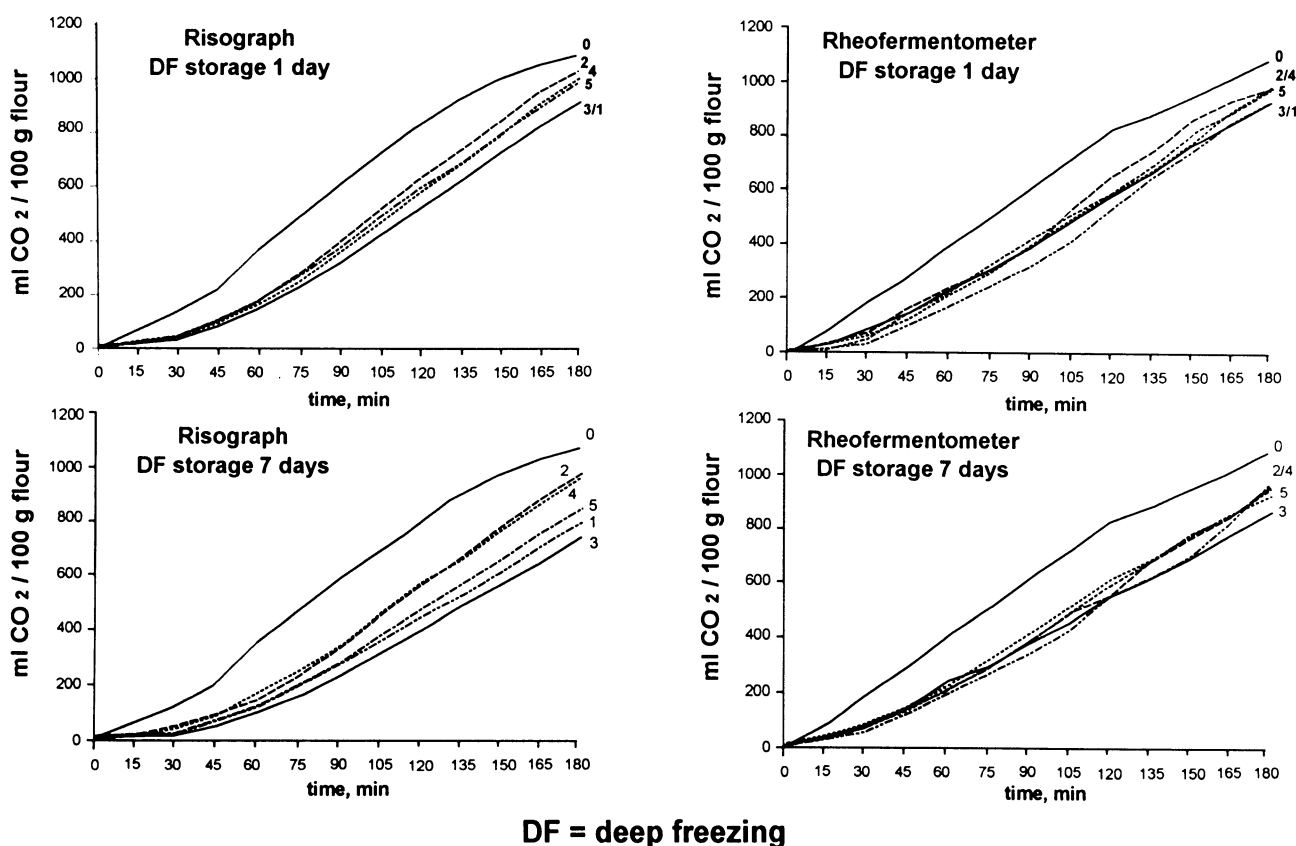 1200
1000
800
600
400
200
0
ml CO 2 / 100 g flour
Risograph
DF storage 1 day
0
2
4
5
3/1
0 15 30 45 60 75 90 105 120 135 150 165 180
time, min
1200
1000
800
600
400
200
0
ml CO 2 / 100 g flour
Rheofermentometer
DF storage 1 day
0
2/4
5
3/1
0 15 30 45 60 75 90 105 120 135 150 165 180
time, min
1200
1000
800
600
400
200
0
ml CO 2 / 100 g flour
Risograph
DF storage 7 days
0
2
4
5
1
3
0 15 30 45 60 75 90 105 120 135 150 165 180
time, min
1200
1000
800
600
400
200
0
ml CO 2 / 100 g flour
Rheofermentometer
DF storage 7 days
0
2/4
5
3
0 15 30 45 60 75 90 105 120 135 150 165 180
time, min
DF = deep freezing